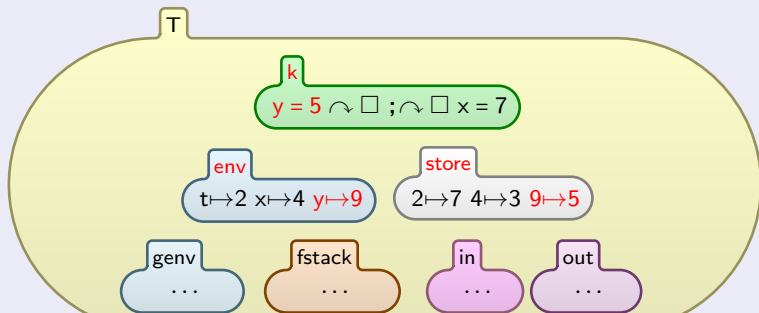 T
k
y = 5 ↷ □ ; ↷ □ x = 7
env
t↦2 x↦4 y↦9
store
2↦7 4↦3 9↦5
genv
···
fstack
···
in
···
out
···